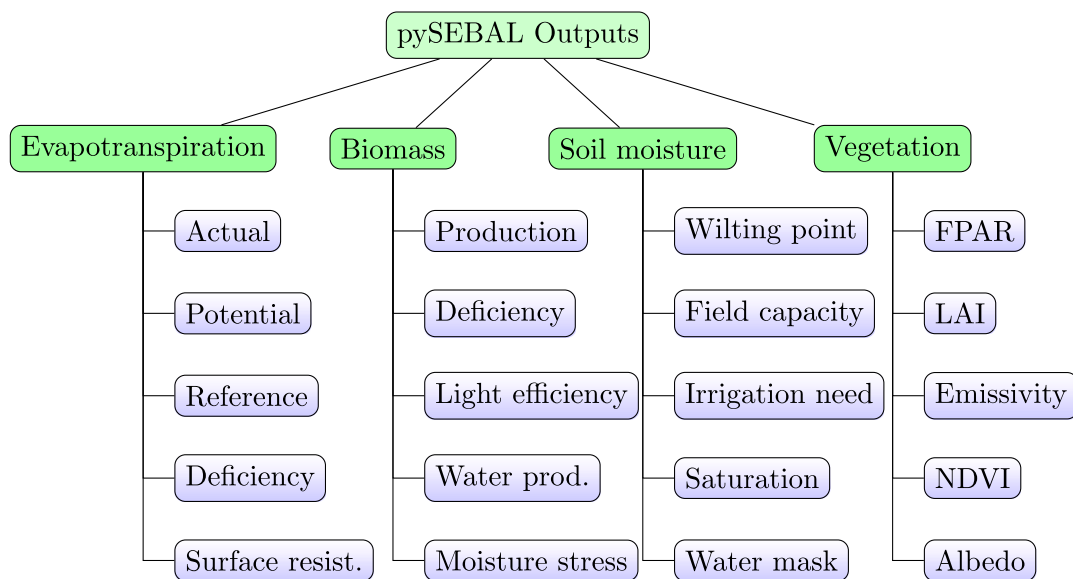 pySEBAL Outputs
Evapotranspiration
Biomass
Soil moisture
Vegetation
Actual
Production
Wilting point
FPAR
Potential
Deficiency
Field capacity
LAI
Reference
Light efficiency
Irrigation need
Emissivity
Deficiency
Water prod.
Saturation
NDVI
Surface resist.
Moisture stress
Water mask
Albedo